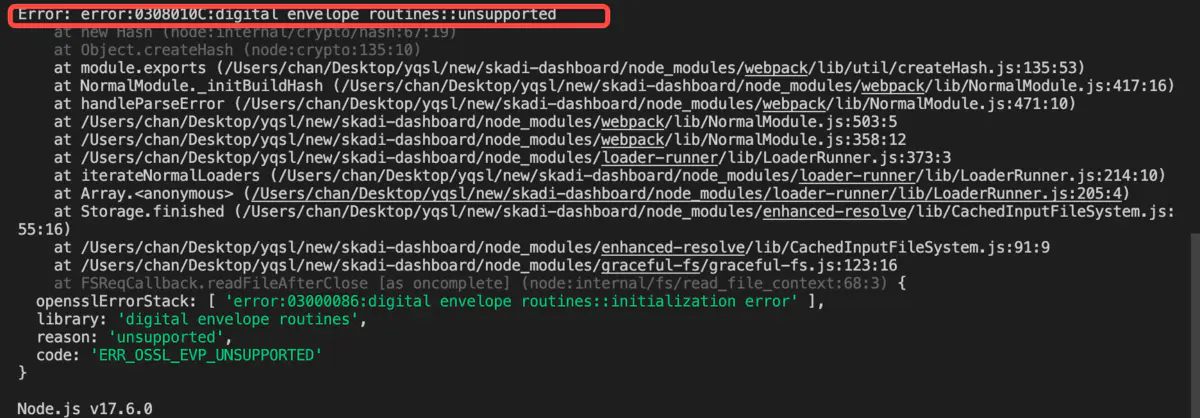 Error: error:0308010C:digital envelope routines::unsupported
at new Hash (node:internal/crypto/hash:67:19)
at Object.createHash (node:crypto:135:10)
at module.exports (/Users/chan/Desktop/yqsl/new/skadi-dashboard/node_modules/webpack/lib/util/createHash.js:135:53)
at NormalModule._initBuildHash (/Users/chan/Desktop/yqsl/new/skadi-dashboard/node_modules/webpack/lib/NormalModule.js:417:16)
at handleParseError (/Users/chan/Desktop/yqsl/new/skadi-dashboard/node_modules/webpack/lib/NormalModule.js:471:10)
at /Users/chan/Desktop/yqsl/new/skadi-dashboard/node_modules/webpack/lib/NormalModule.js:503:5
at /Users/chan/Desktop/yqsl/new/skadi-dashboard/node_modules/webpack/lib/NormalModule.js:358:12
at /Users/chan/Desktop/yqsl/new/skadi-dashboard/node_modules/loader-runner/lib/LoaderRunner.js:373:3
at iterateNormalLoaders (/Users/chan/Desktop/yqsl/new/skadi-dashboard/node_modules/loader-runner/lib/LoaderRunner.js:214:10)
at Array.<anonymous> (/Users/chan/Desktop/yqsl/new/skadi-dashboard/node_modules/loader-runner/lib/LoaderRunner.js:205:4)
at Storage.finished (/Users/chan/Desktop/yqsl/new/skadi-dashboard/node_modules/enhanced-resolve/lib/CachedInputFileSystem.js:
55:16)
at /Users/chan/Desktop/yqsl/new/skadi-dashboard/node_modules/enhanced-resolve/lib/CachedInputFileSystem.js:91:9
at /Users/chan/Desktop/yqsl/new/skadi-dashboard/node_modules/graceful-fs/graceful-fs.js:123:16
at FSReqCallback.readFileAfterClose [as oncomplete] (node:internal/fs/read_file_context:68:3) {
opensslErrorStack: [ 'error:03000086:digital envelope routines::initialization error' ],
library: 'digital envelope routines',
reason: 'unsupported',
code: 'ERR_OSSL_EVP_UNSUPPORTED'
}
Node.js v17.6.0